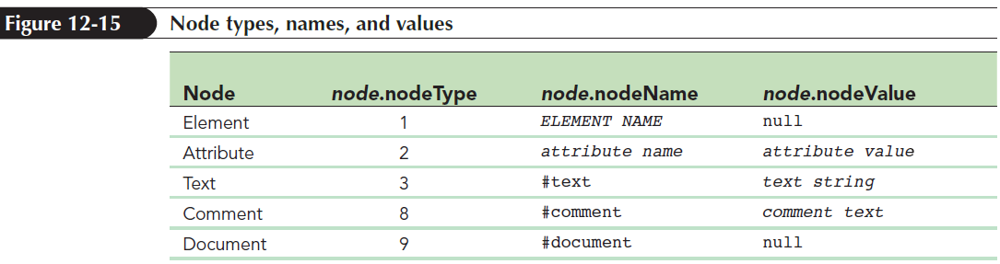 Figure 12-15 Node types, names, and values
Node node.nodeType node.nodeName node.nodeValue
Element 1 ELEMENT NAME null
Attribute 2 attribute name attribute value
Text 3 #text text string
Comment 8 #comment comment text
Document 9 #document null